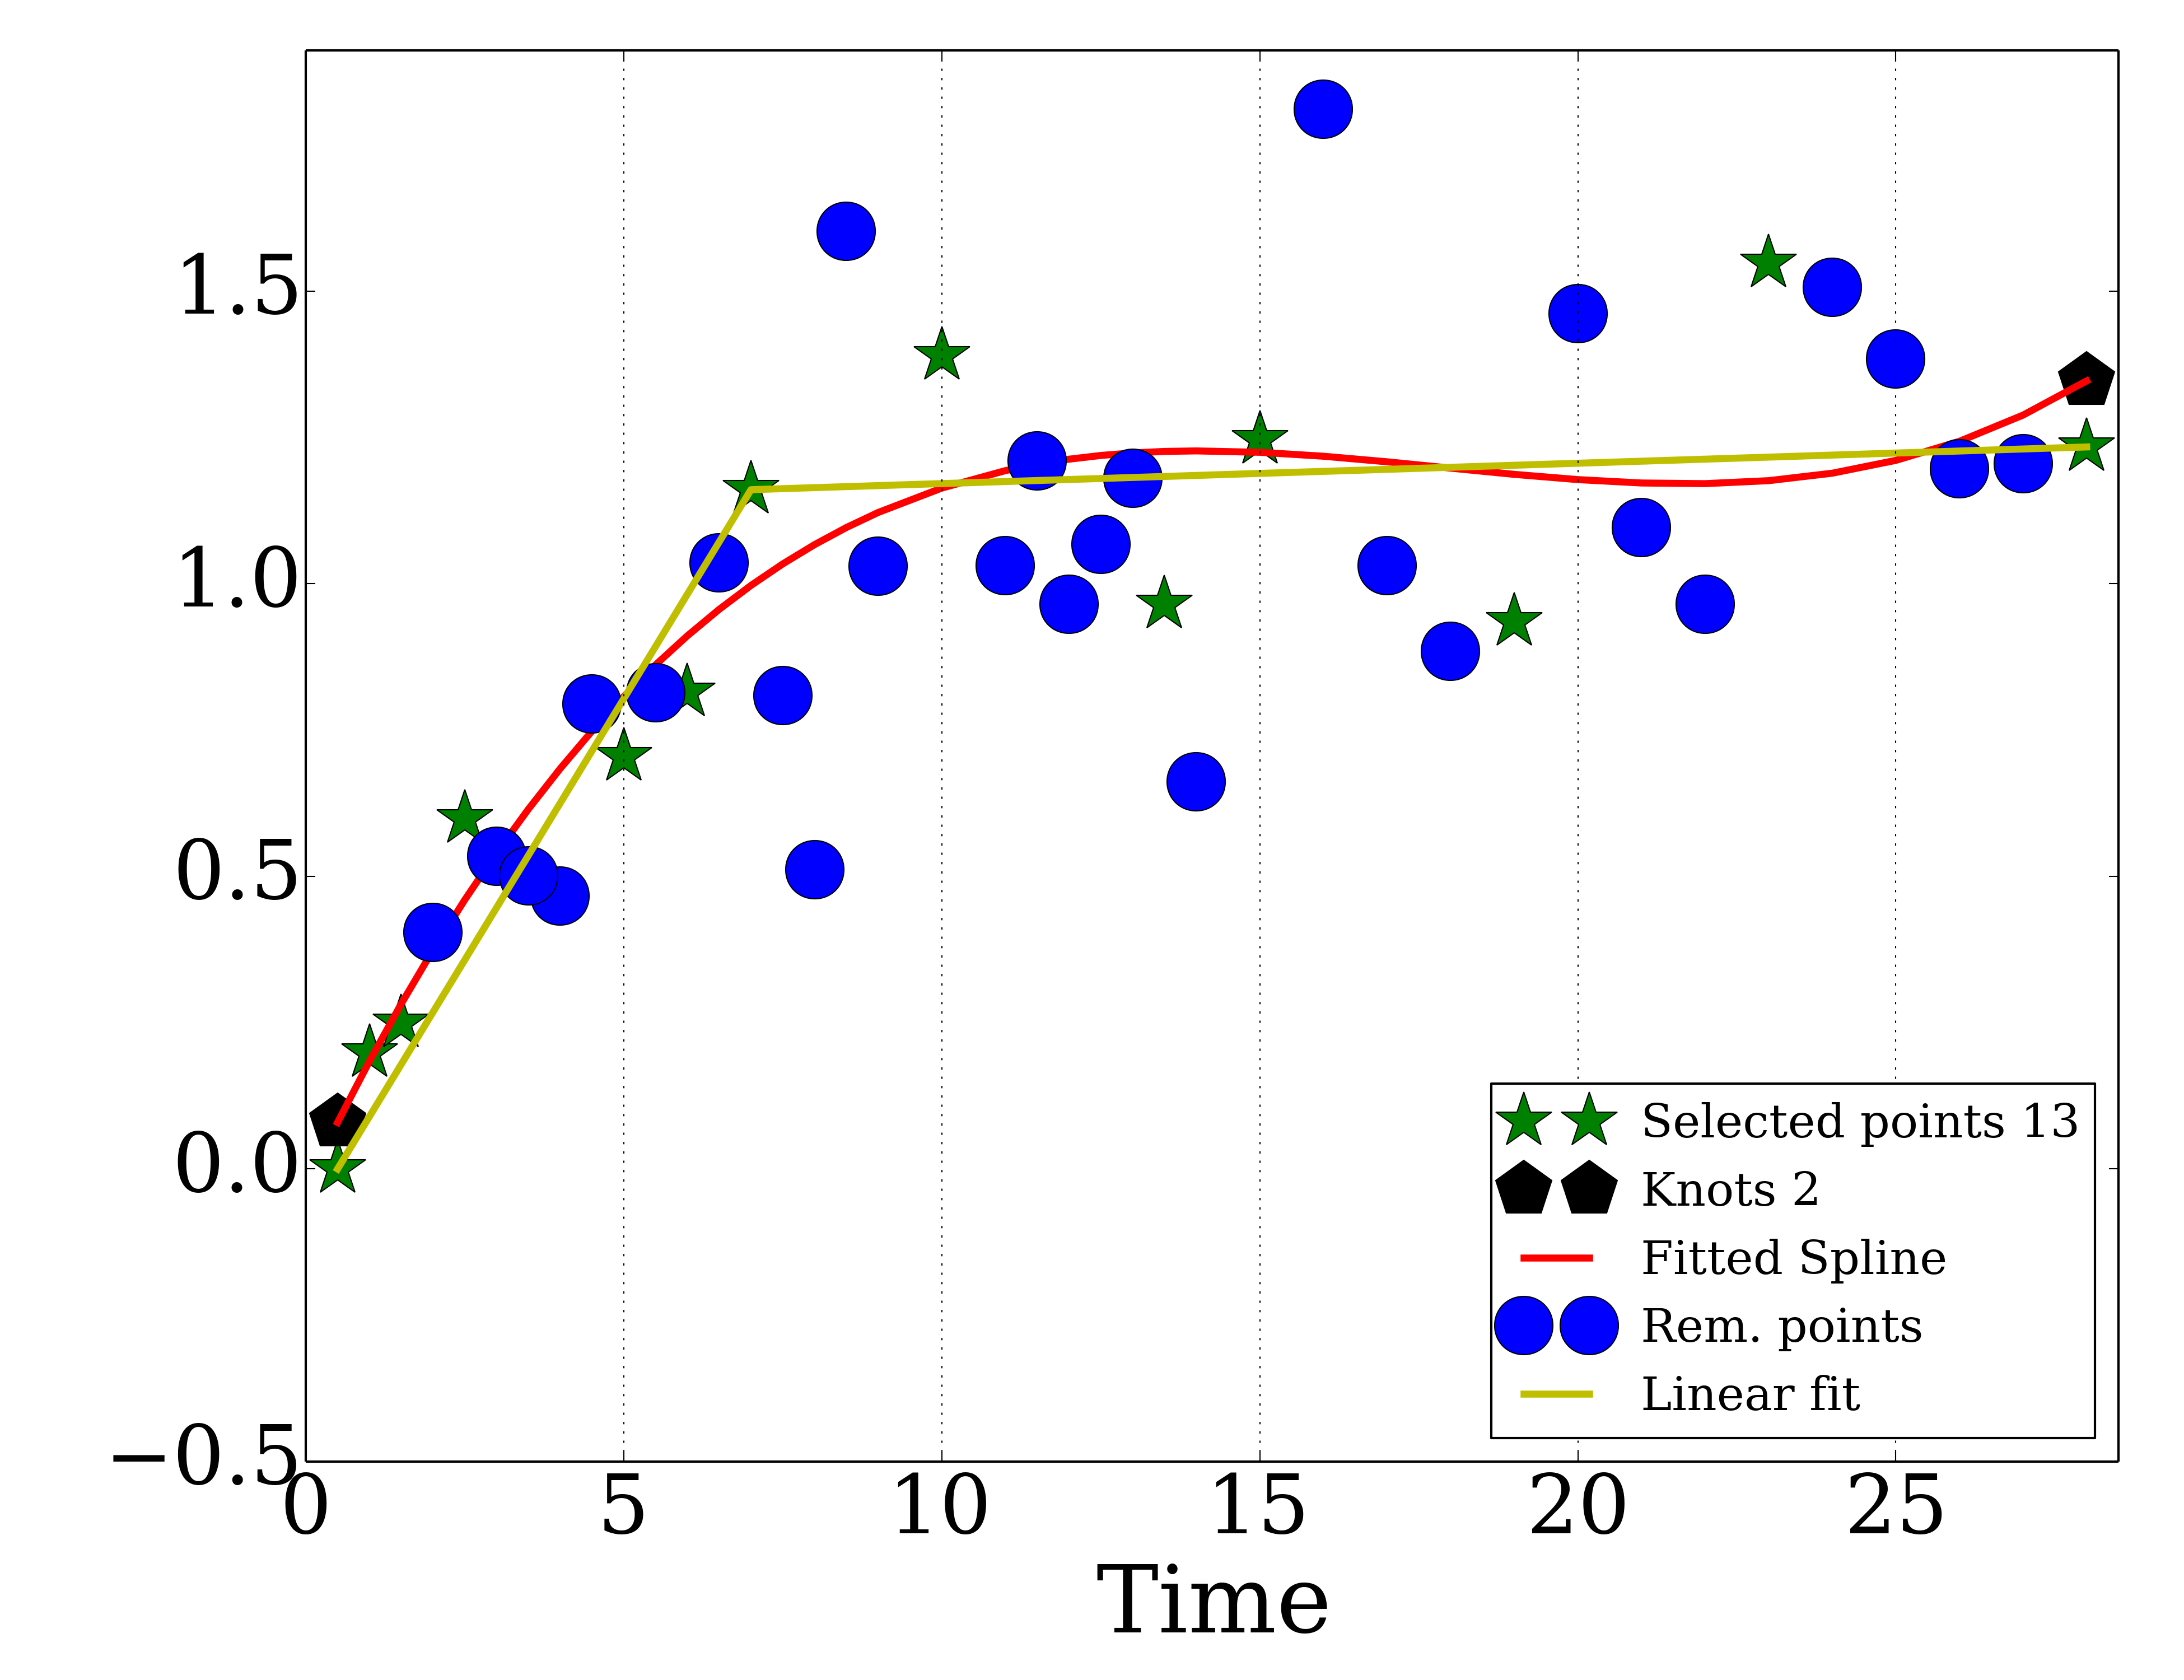 1.5
1.0
0.5
0.0
−0.5
0 5 10 15 20 25
Time
Selected points 13
Knots 2
Fitted Spline
Rem. points
Linear fit